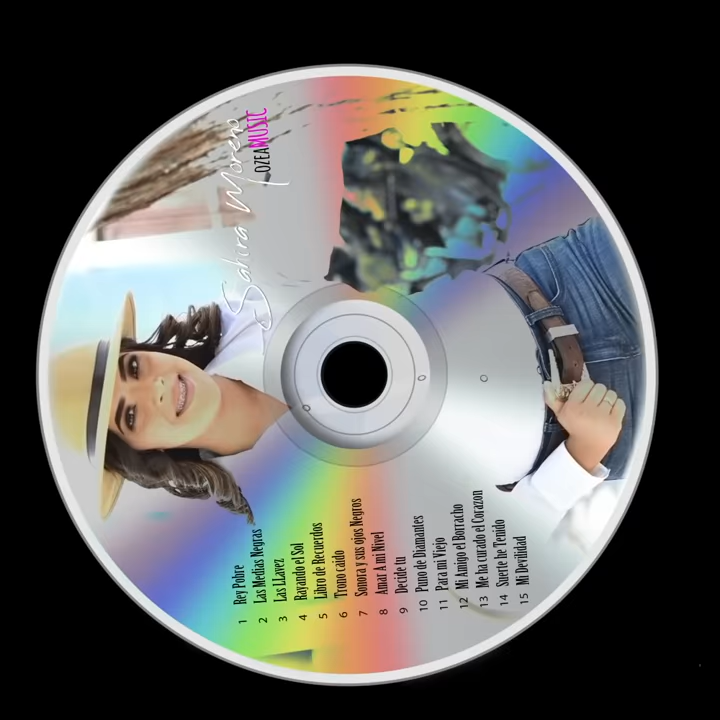 Sahira Moreno
LOZEAMUSIC
1 Rey Pobre
2 Las Medias Negras
3 Las LLavez
4 Rayando el Sol
5 Libro de Recuerdos
6 Trono caido
7 Sonora y sus ojos Negros
8 Amar A mi Nivel
9 Decide tu
10 Puno de Diamantes
11 Para mi Viejo
12 Mi Amigo el Borracho
13 Me ha curado el Corazon
14 Suerte he Tenido
15 Mi Devilidad